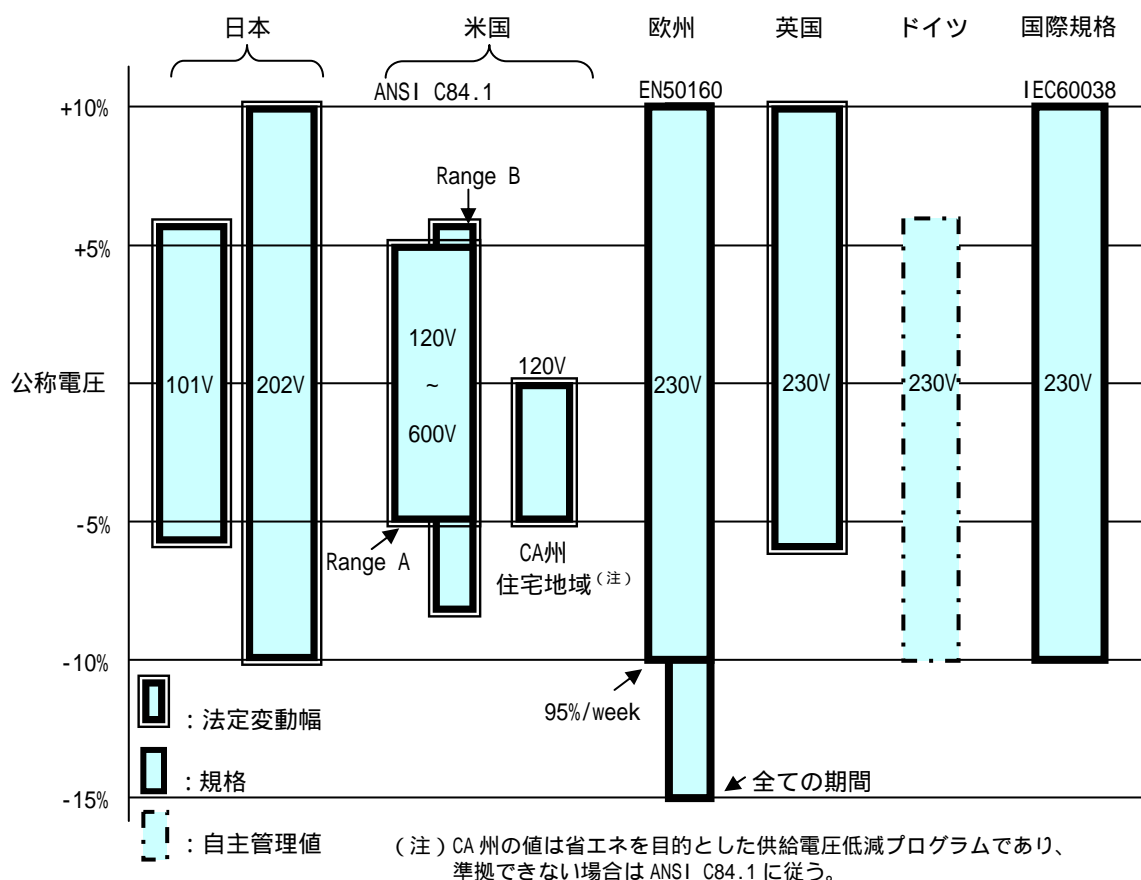 日本 米国 欧州 英国 ドイツ 国際規格
ANSI C84.1 EN50160 IEC60038
+10%
Range B
+5%
120V
120V
公称電圧 101V 202V ~ 230V 230V 230V 230V
600V
-5%
Range A CA州
住宅地域(注)
-10%
95%/week
:法定変動幅
:規格 全ての期間
-15%
:自主管理値
(注)CA州の値は省エネを目的とした供給電圧低減プログラムであり、
準拠できない場合はANSI C84.1に従う。